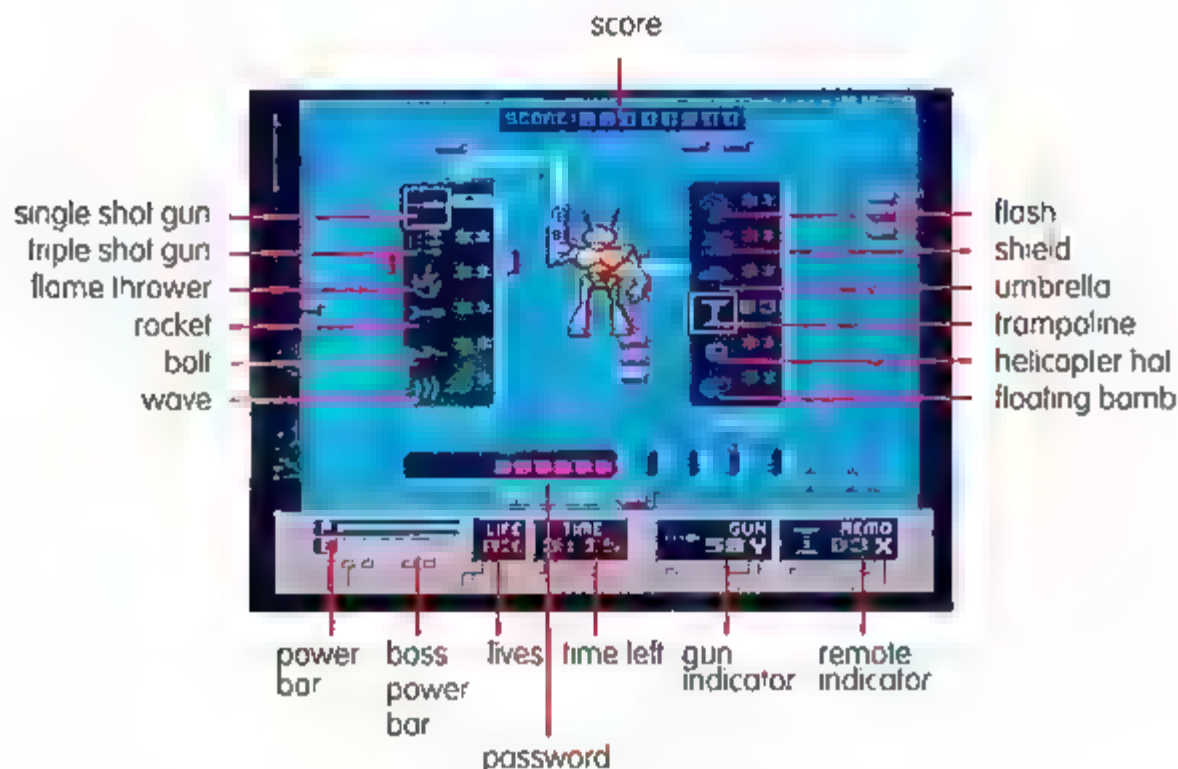 score
SCORE:
single shot gun
triple shot gun
flame thrower
rocket
bolt
wave
flash
shield
umbrella
trampoline
helicopter hat
floating bomb
LIFE
TIME
GUN
58Y
X
power
bar
boss
power
bar
lives
time left
gun
indicator
remote
indicator
password